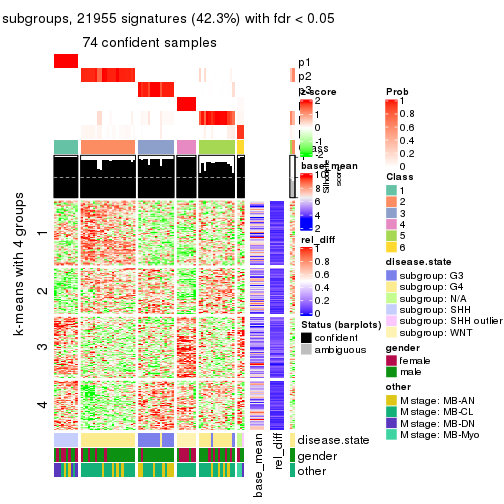 subgroups, 21955 signatures (42.3%) with fdr < 0.05
74 confident samples
p1
p2
z-score
2
1
0
-1
-2
base_mean
10
8
6
4
2
rel_diff
1
0.8
0.6
0.4
0.2
0
Status (barplots)
confident
ambiguous
Silhouette
score
k-means with 4 groups
1
2
3
4
disease.state
gender
other
base_mean
rel_diff
Prob
1
0.8
0.6
0.4
0.2
0
Class
1
2
3
4
5
6
disease.state
subgroup: G3
subgroup: G4
subgroup: N/A
subgroup: SHH
subgroup: SHH outlier
subgroup: WNT
gender
female
male
other
M stage: MB-AN
M stage: MB-CL
M stage: MB-DN
M stage: MB-Myo